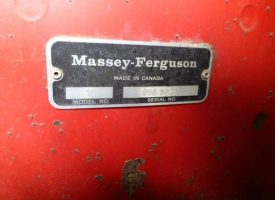 Massey-Ferguson
MADE IN CANADA
MODEL NO. SERIAL NO.